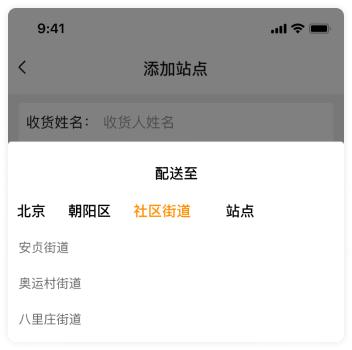 9:41
添加站点
收货姓名： 收货人姓名
配送至
北京 朝阳区 社区街道 站点
安贞街道
奥运村街道
八里庄街道